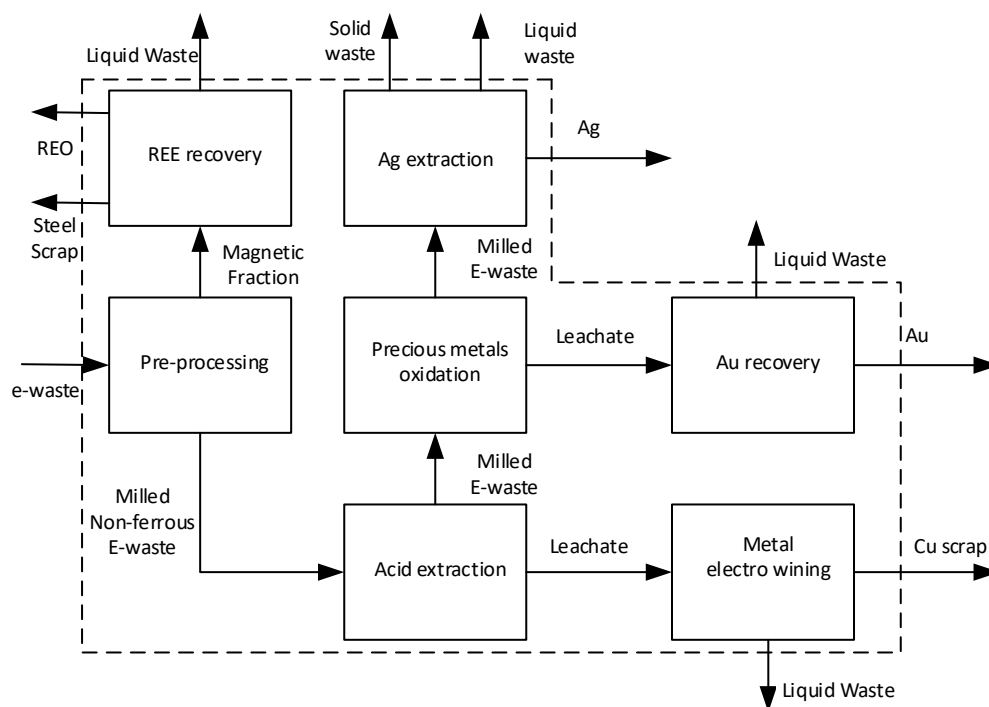 Solid
waste
Liquid
waste
Liquid Waste
REO
REE recovery
Ag extraction
Ag
Steel
Scrap
Magnetic
Fraction
Milled
E-waste
Liquid Waste
e-waste
Pre-processing
Precious metals
oxidation
Leachate
Au recovery
Au
Milled
Non-ferrous
E-waste
Milled
E-waste
Acid extraction
Leachate
Metal
electro wining
Cu scrap
Liquid Waste